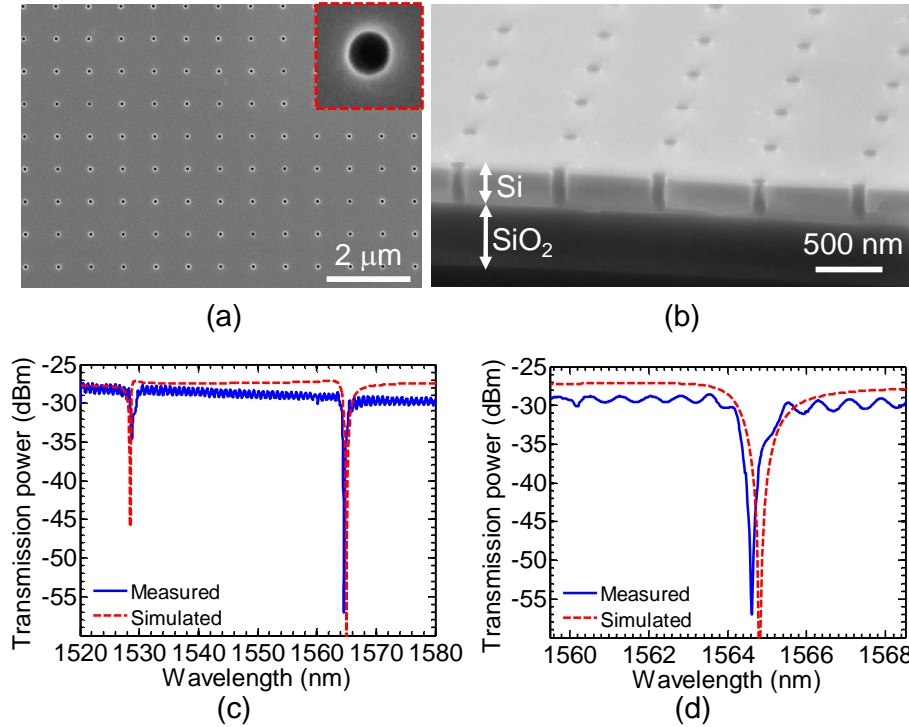 2 μm
Si
SiO2
500 nm
(a)
(b)
Transmission power (dBm)
-25
-30
-35
-40
-45
-50
-55
Measured
Simulated
1520 1530 1540 1550 1560 1570 1580
Wavelength (nm)
(c)
Transmission power (dBm)
-25
-30
-35
-40
-45
-50
-55
Measured
Simulated
1560 1562 1564 1566 1568
Wavelength (nm)
(d)